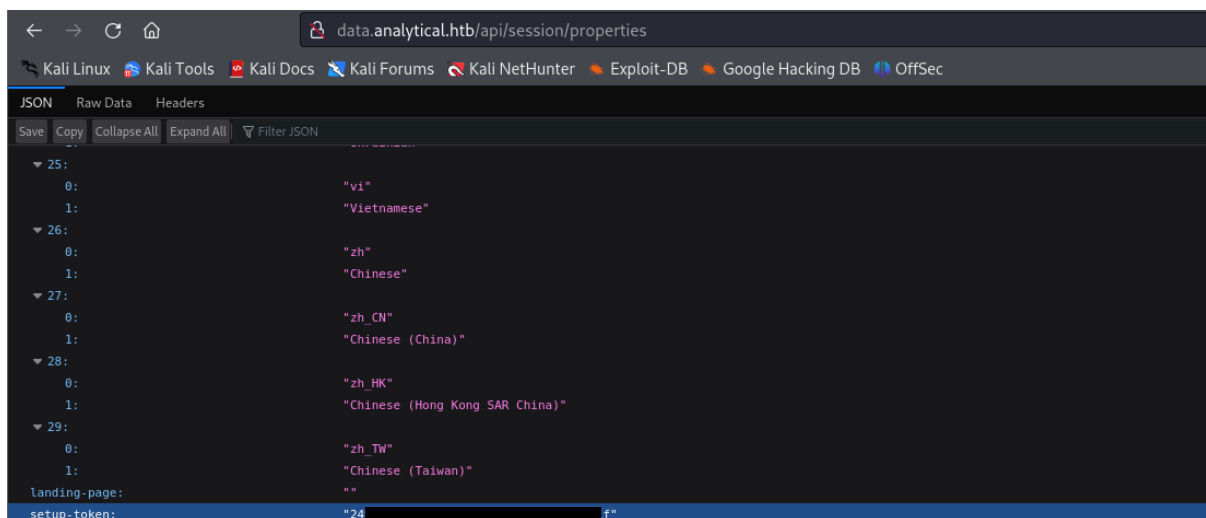 data.analytical.htb/api/session/properties
Kali Linux Kali Tools Kali Docs Kali Forums Kali NetHunter Exploit-DB Google Hacking DB OffSec
JSON Raw Data Headers
Save Copy Collapse All Expand All Filter JSON
25:
0: "vi"
1: "Vietnamese"
26:
0: "zh"
1: "Chinese"
27:
0: "zh_CN"
1: "Chinese (China)"
28:
0: "zh_HK"
1: "Chinese (Hong Kong SAR China)"
29:
0: "zh_TW"
1: "Chinese (Taiwan)"
landing-page: ""
setup-token: "24 f"